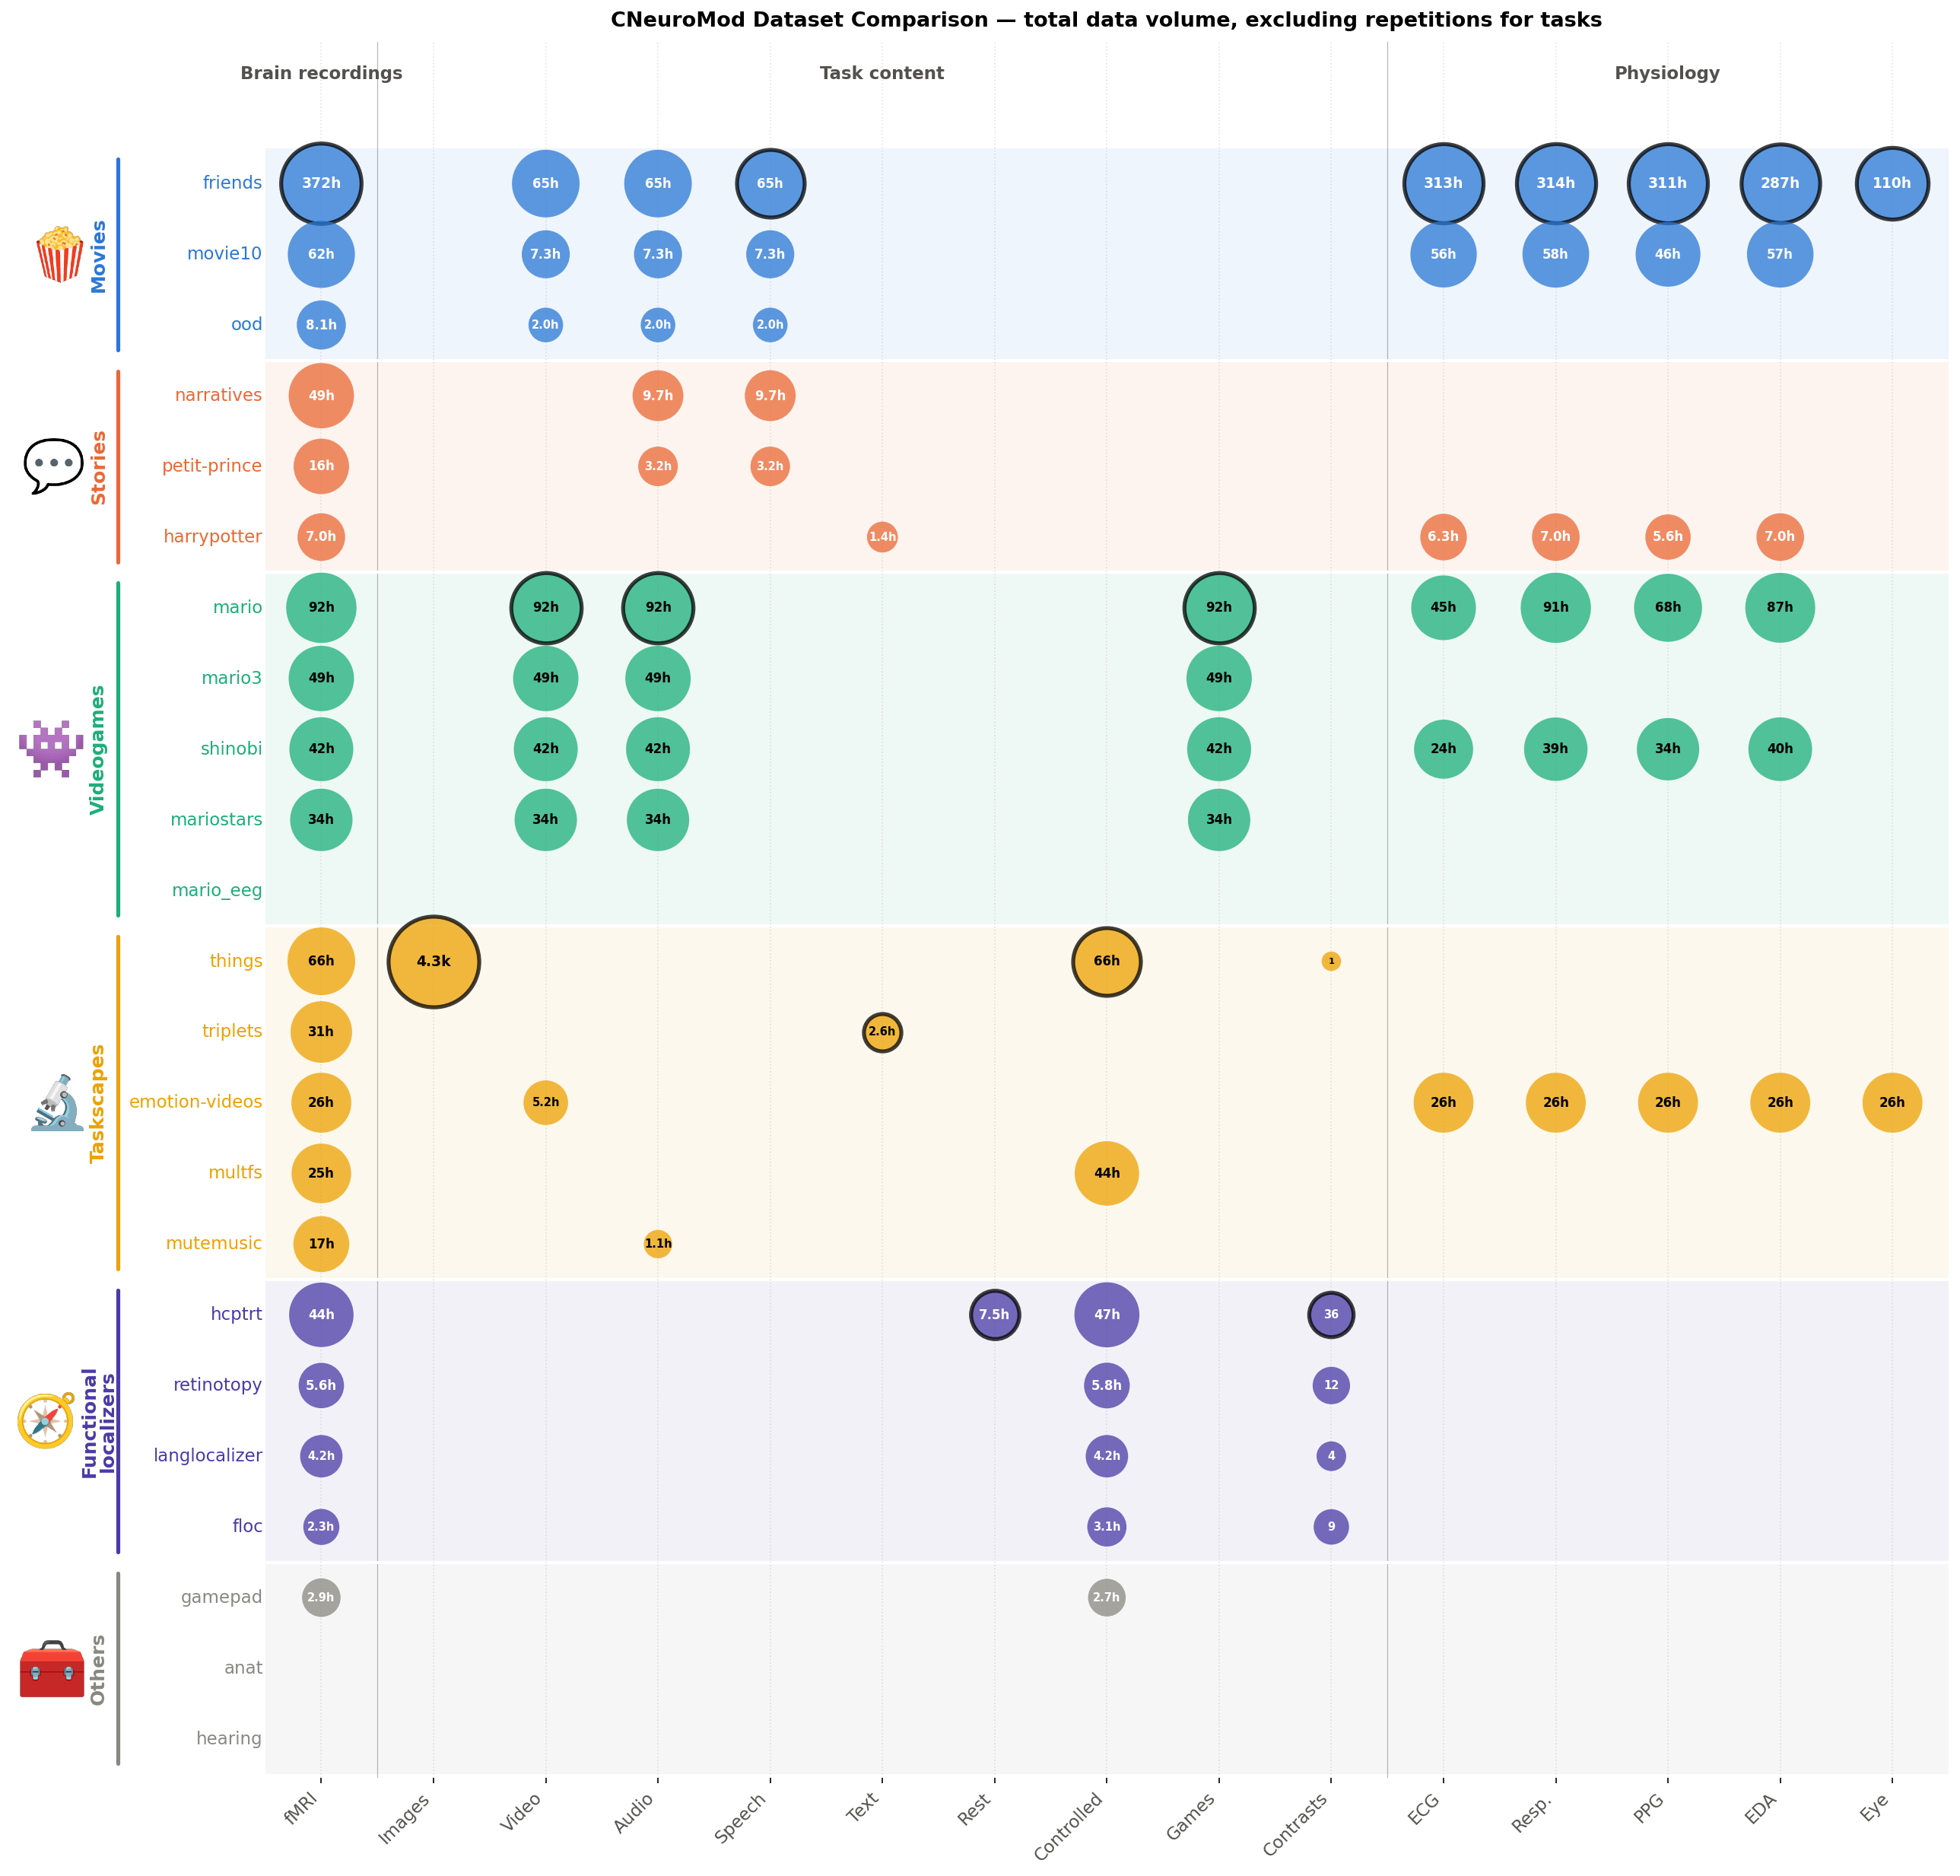 CNeuroMod Dataset Comparison — total data volume, excluding repetitions for tasks
Brain recordings Task content Physiology
Movies
friends 372h 65h 65h 65h 313h 314h 311h 287h 110h
movie10 62h 7.3h 7.3h 7.3h 56h 58h 46h 57h
ood 8.1h 2.0h 2.0h 2.0h
Stories
narratives 49h 9.7h 9.7h
petit-prince 16h 3.2h 3.2h
harrypotter 7.0h 1.4h 6.3h 7.0h 5.6h 7.0h
Videogames
mario 92h 92h 92h 92h 45h 91h 68h 87h
mario3 49h 49h 49h 49h
shinobi 42h 42h 42h 42h 24h 39h 34h 40h
mariostars 34h 34h 34h 34h
mario_eeg
Taskscapes
things 66h 4.3k 66h 1
triplets 31h 2.6h
emotion-videos 26h 5.2h 26h 26h 26h 26h 26h
multfs 25h 44h
mutemusic 17h 1.1h
Functional
localizers
hcptrt 44h 7.5h 47h 36
retinotopy 5.6h 5.8h 12
langlocalizer 4.2h 4.2h 4
floc 2.3h 3.1h 9
Others
gamepad 2.9h 2.7h
anat
hearing
fMRI Images Video Audio Speech Text Rest Controlled Games Contrasts ECG Resp. PPG EDA Eye